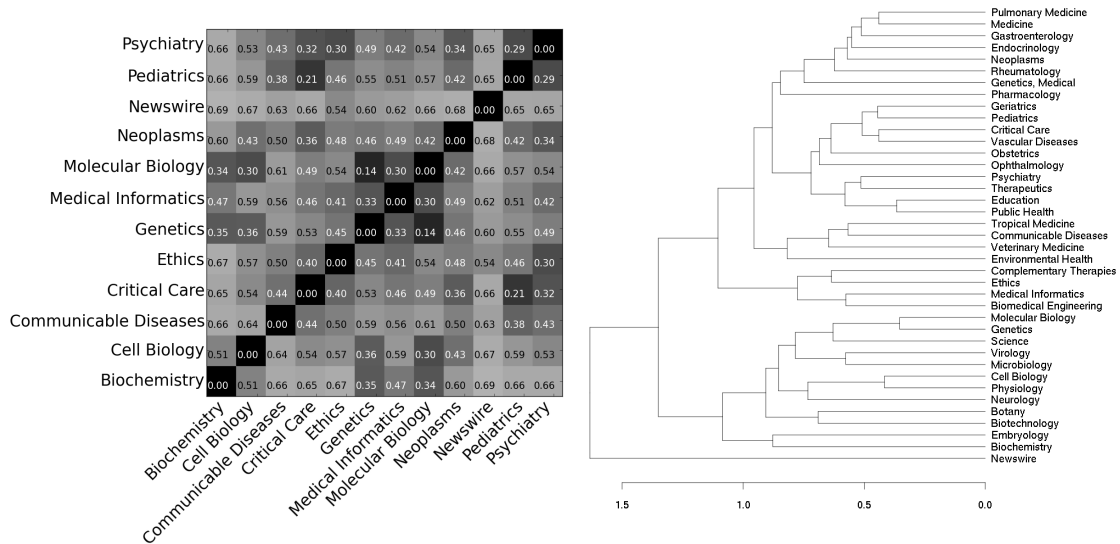 Psychiatry 0.66 0.53 0.43 0.32 0.30 0.49 0.42 0.54 0.34 0.65 0.29 0.00
Pediatrics 0.66 0.59 0.38 0.21 0.46 0.55 0.51 0.57 0.42 0.65 0.00 0.29
Newswire 0.69 0.67 0.63 0.66 0.54 0.60 0.62 0.66 0.68 0.00 0.65 0.65
Neoplasms 0.60 0.43 0.50 0.36 0.48 0.46 0.49 0.42 0.00 0.68 0.42 0.34
Molecular Biology 0.34 0.30 0.61 0.49 0.54 0.14 0.30 0.00 0.42 0.66 0.57 0.54
Medical Informatics 0.47 0.59 0.56 0.46 0.41 0.33 0.00 0.30 0.49 0.62 0.51 0.42
Genetics 0.35 0.36 0.59 0.53 0.45 0.00 0.33 0.14 0.46 0.60 0.55 0.49
Ethics 0.67 0.57 0.50 0.40 0.00 0.45 0.41 0.54 0.48 0.54 0.46 0.30
Critical Care 0.65 0.54 0.44 0.00 0.40 0.53 0.46 0.49 0.36 0.66 0.21 0.32
Communicable Diseases 0.66 0.64 0.00 0.44 0.50 0.59 0.56 0.61 0.50 0.63 0.38 0.43
Cell Biology 0.51 0.00 0.64 0.54 0.57 0.36 0.59 0.30 0.43 0.67 0.59 0.53
Biochemistry 0.00 0.51 0.66 0.65 0.67 0.35 0.47 0.34 0.60 0.69 0.66 0.66
Biochemistry
Cell Biology
Communicable Diseases
Critical Care
Ethics
Genetics
Medical Informatics
Molecular Biology
Neoplasms
Newswire
Pediatrics
Psychiatry
Pulmonary Medicine
Medicine
Gastroenterology
Endocrinology
Neoplasms
Rheumatology
Genetics, Medical
Pharmacology
Geriatrics
Pediatrics
Critical Care
Vascular Diseases
Obstetrics
Ophthalmology
Psychiatry
Therapeutics
Education
Public Health
Tropical Medicine
Communicable Diseases
Veterinary Medicine
Environmental Health
Complementary Therapies
Ethics
Medical Informatics
Biomedical Engineering
Molecular Biology
Genetics
Science
Virology
Microbiology
Cell Biology
Physiology
Neurology
Botany
Biotechnology
Embryology
Biochemistry
Newswire
1.5 1.0 0.5 0.0